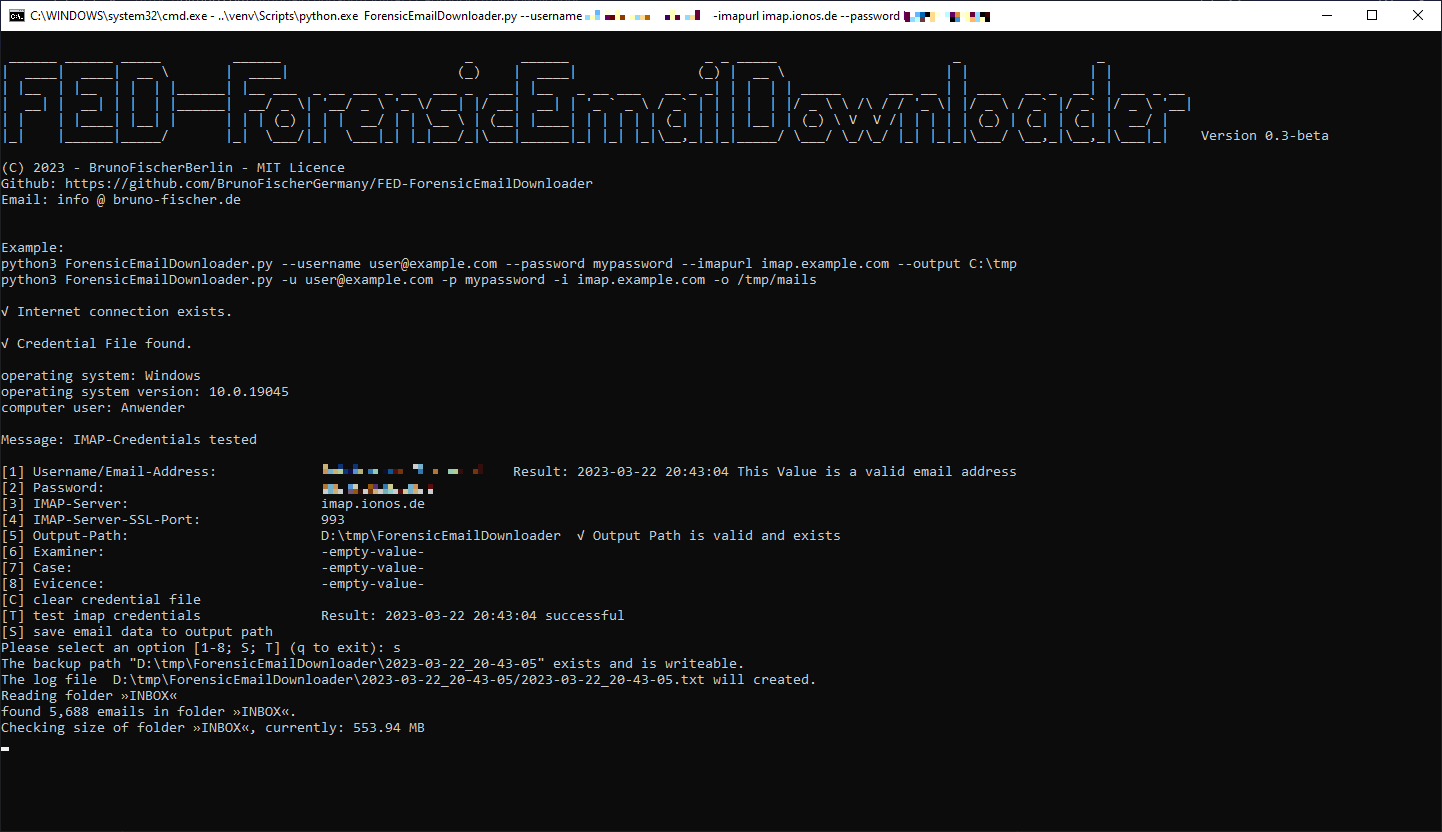 C:\WINDOWS\system32\cmd.exe - ..\venv\Scripts\python.exe ForensicEmailDownloader.py --username -imapurl imap.ionos.de --password
FED - ForensicEmailDownloader Version 0.3-beta
(C) 2023 - BrunoFischerBerlin - MIT Licence
Github: https://github.com/BrunoFischerGermany/FED-ForensicEmailDownloader
Email: info @ bruno-fischer.de
Example:
python3 ForensicEmailDownloader.py --username user@example.com --password mypassword --imapurl imap.example.com --output C:\tmp
python3 ForensicEmailDownloader.py -u user@example.com -p mypassword -i imap.example.com -o /tmp/mails
√ Internet connection exists.
√ Credential File found.
operating system: Windows
operating system version: 10.0.19045
computer user: Anwender
Message: IMAP-Credentials tested
[1] Username/Email-Address: Result: 2023-03-22 20:43:04 This Value is a valid email address
[2] Password:
[3] IMAP-Server: imap.ionos.de
[4] IMAP-Server-SSL-Port: 993
[5] Output-Path: D:\tmp\ForensicEmailDownloader √ Output Path is valid and exists
[6] Examiner: -empty-value-
[7] Case: -empty-value-
[8] Evicence: -empty-value-
[C] clear credential file
[T] test imap credentials Result: 2023-03-22 20:43:04 successful
[S] save email data to output path
Please select an option [1-8; S; T] (q to exit): s
The backup path "D:\tmp\ForensicEmailDownloader\2023-03-22_20-43-05" exists and is writeable.
The log file  D:\tmp\ForensicEmailDownloader\2023-03-22_20-43-05/2023-03-22_20-43-05.txt will created.
Reading folder »INBOX«
found 5,688 emails in folder »INBOX«.
Checking size of folder »INBOX«, currently: 553.94 MB